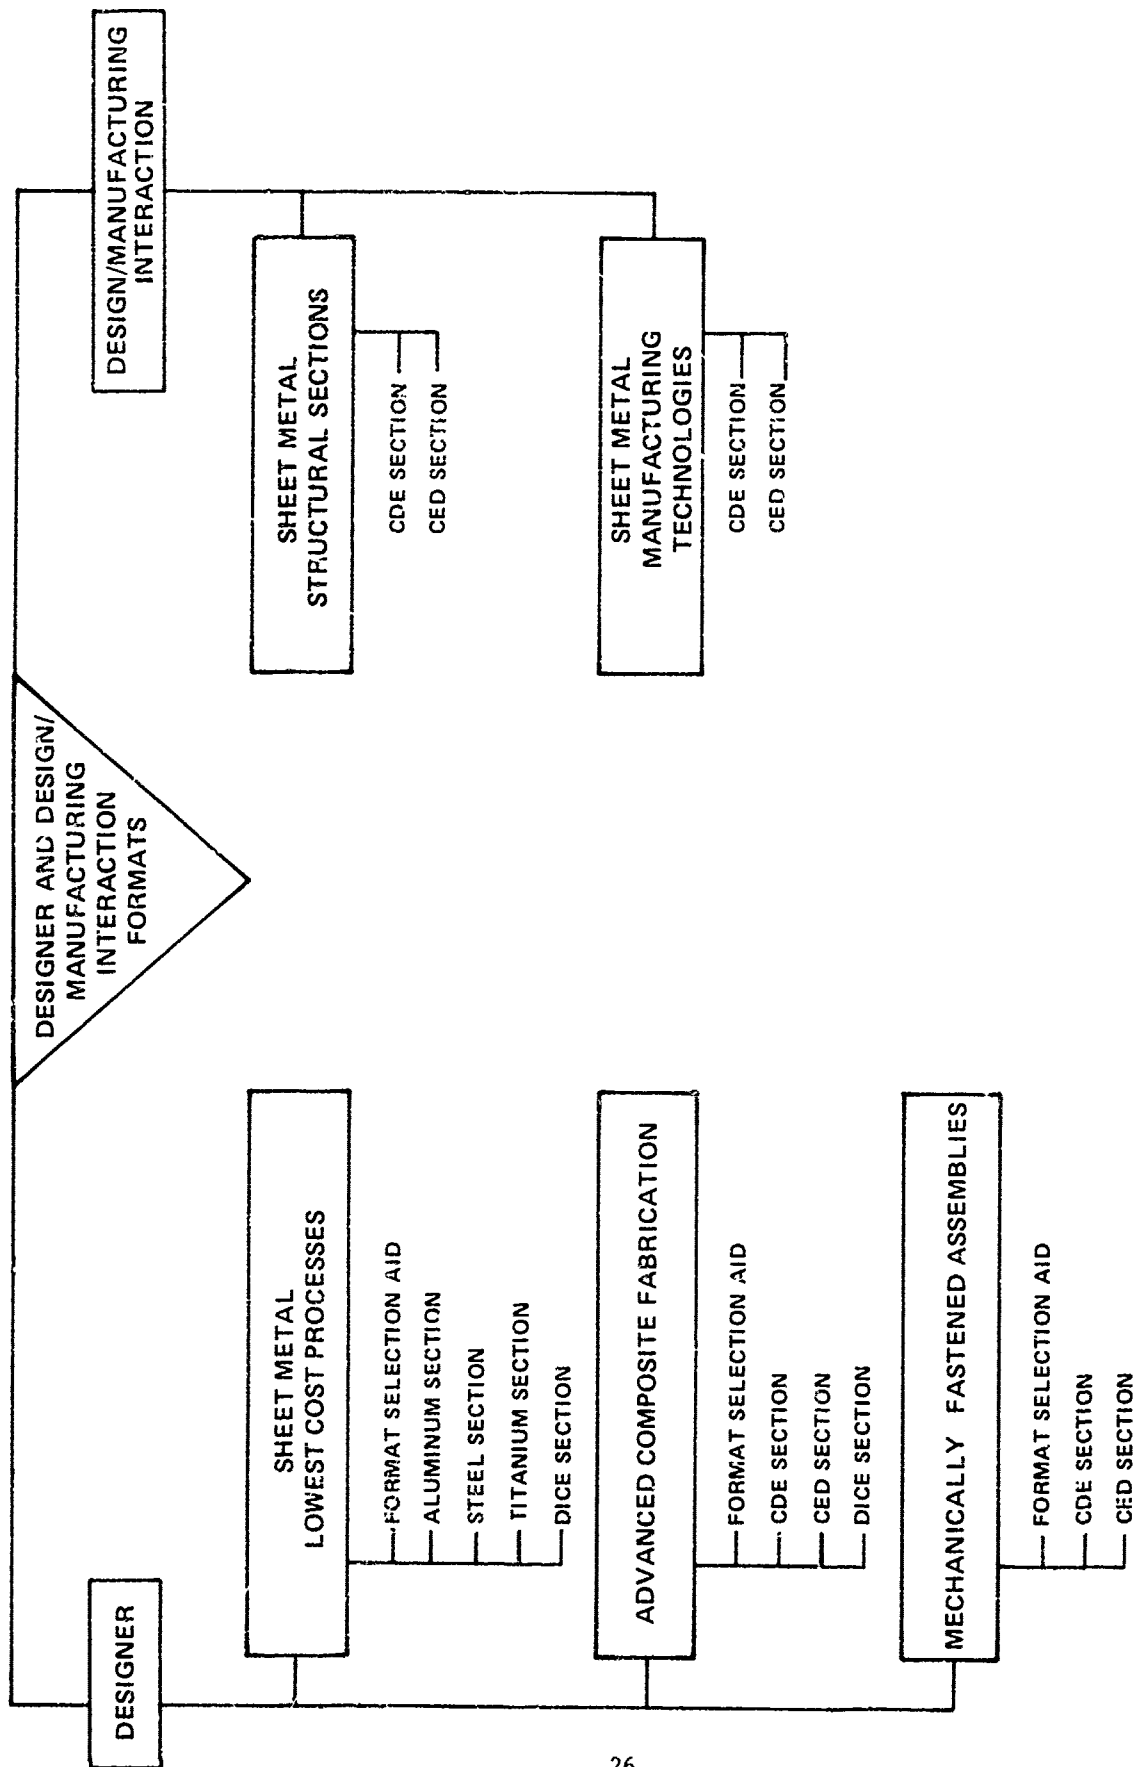 DESIGNER AND DESIGN/
MANUFACTURING
INTERACTION
FORMATS
DESIGNER
SHEET METAL
LOWEST COST PROCESSES
FORMAT SELECTION AID
ALUMINUM SECTION
STEEL SECTION
TITANIUM SECTION
DICE SECTION
ADVANCED COMPOSITE FABRICATION
FORMAT SELECTION AID
CDE SECTION
CED SECTION
DICE SECTION
MECHANICALLY FASTENED ASSEMBLIES
FORMAT SELECTION AID
CDE SECTION
CED SECTION
DESIGN/MANUFACTURING
INTERACTION
SHEET METAL
STRUCTURAL SECTIONS
CDE SECTION
CED SECTION
SHEET METAL
MANUFACTURING
TECHNOLOGIES
CDE SECTION
CED SECTION
26